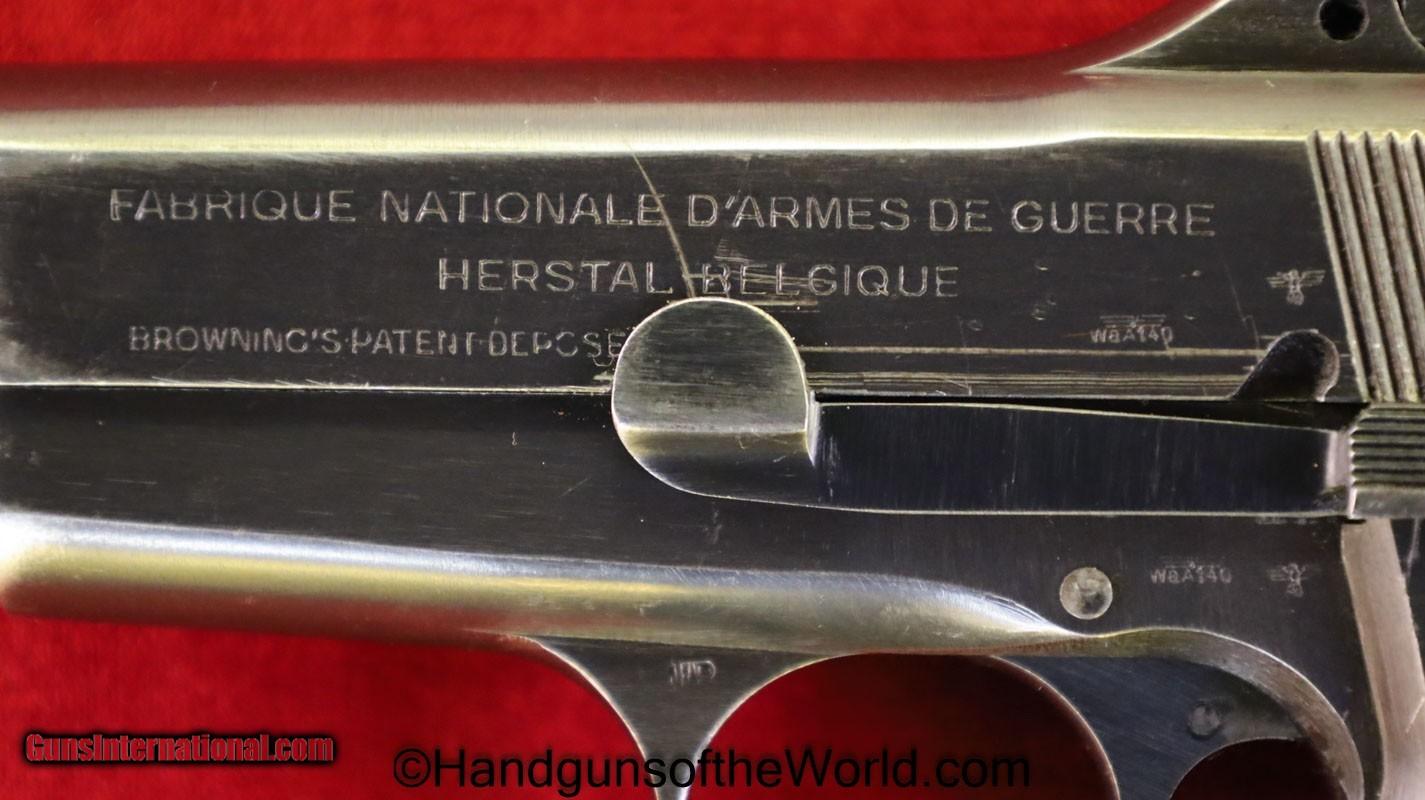 FABRIQUE NATIONALE D'ARMES DE GUERRE
HERSTAL BELGIQUE
BROWNING'S·PATENT·DEPOSE
WaA140
WaA140
GunsInternational.com
©HandgunsoftheWorld.com